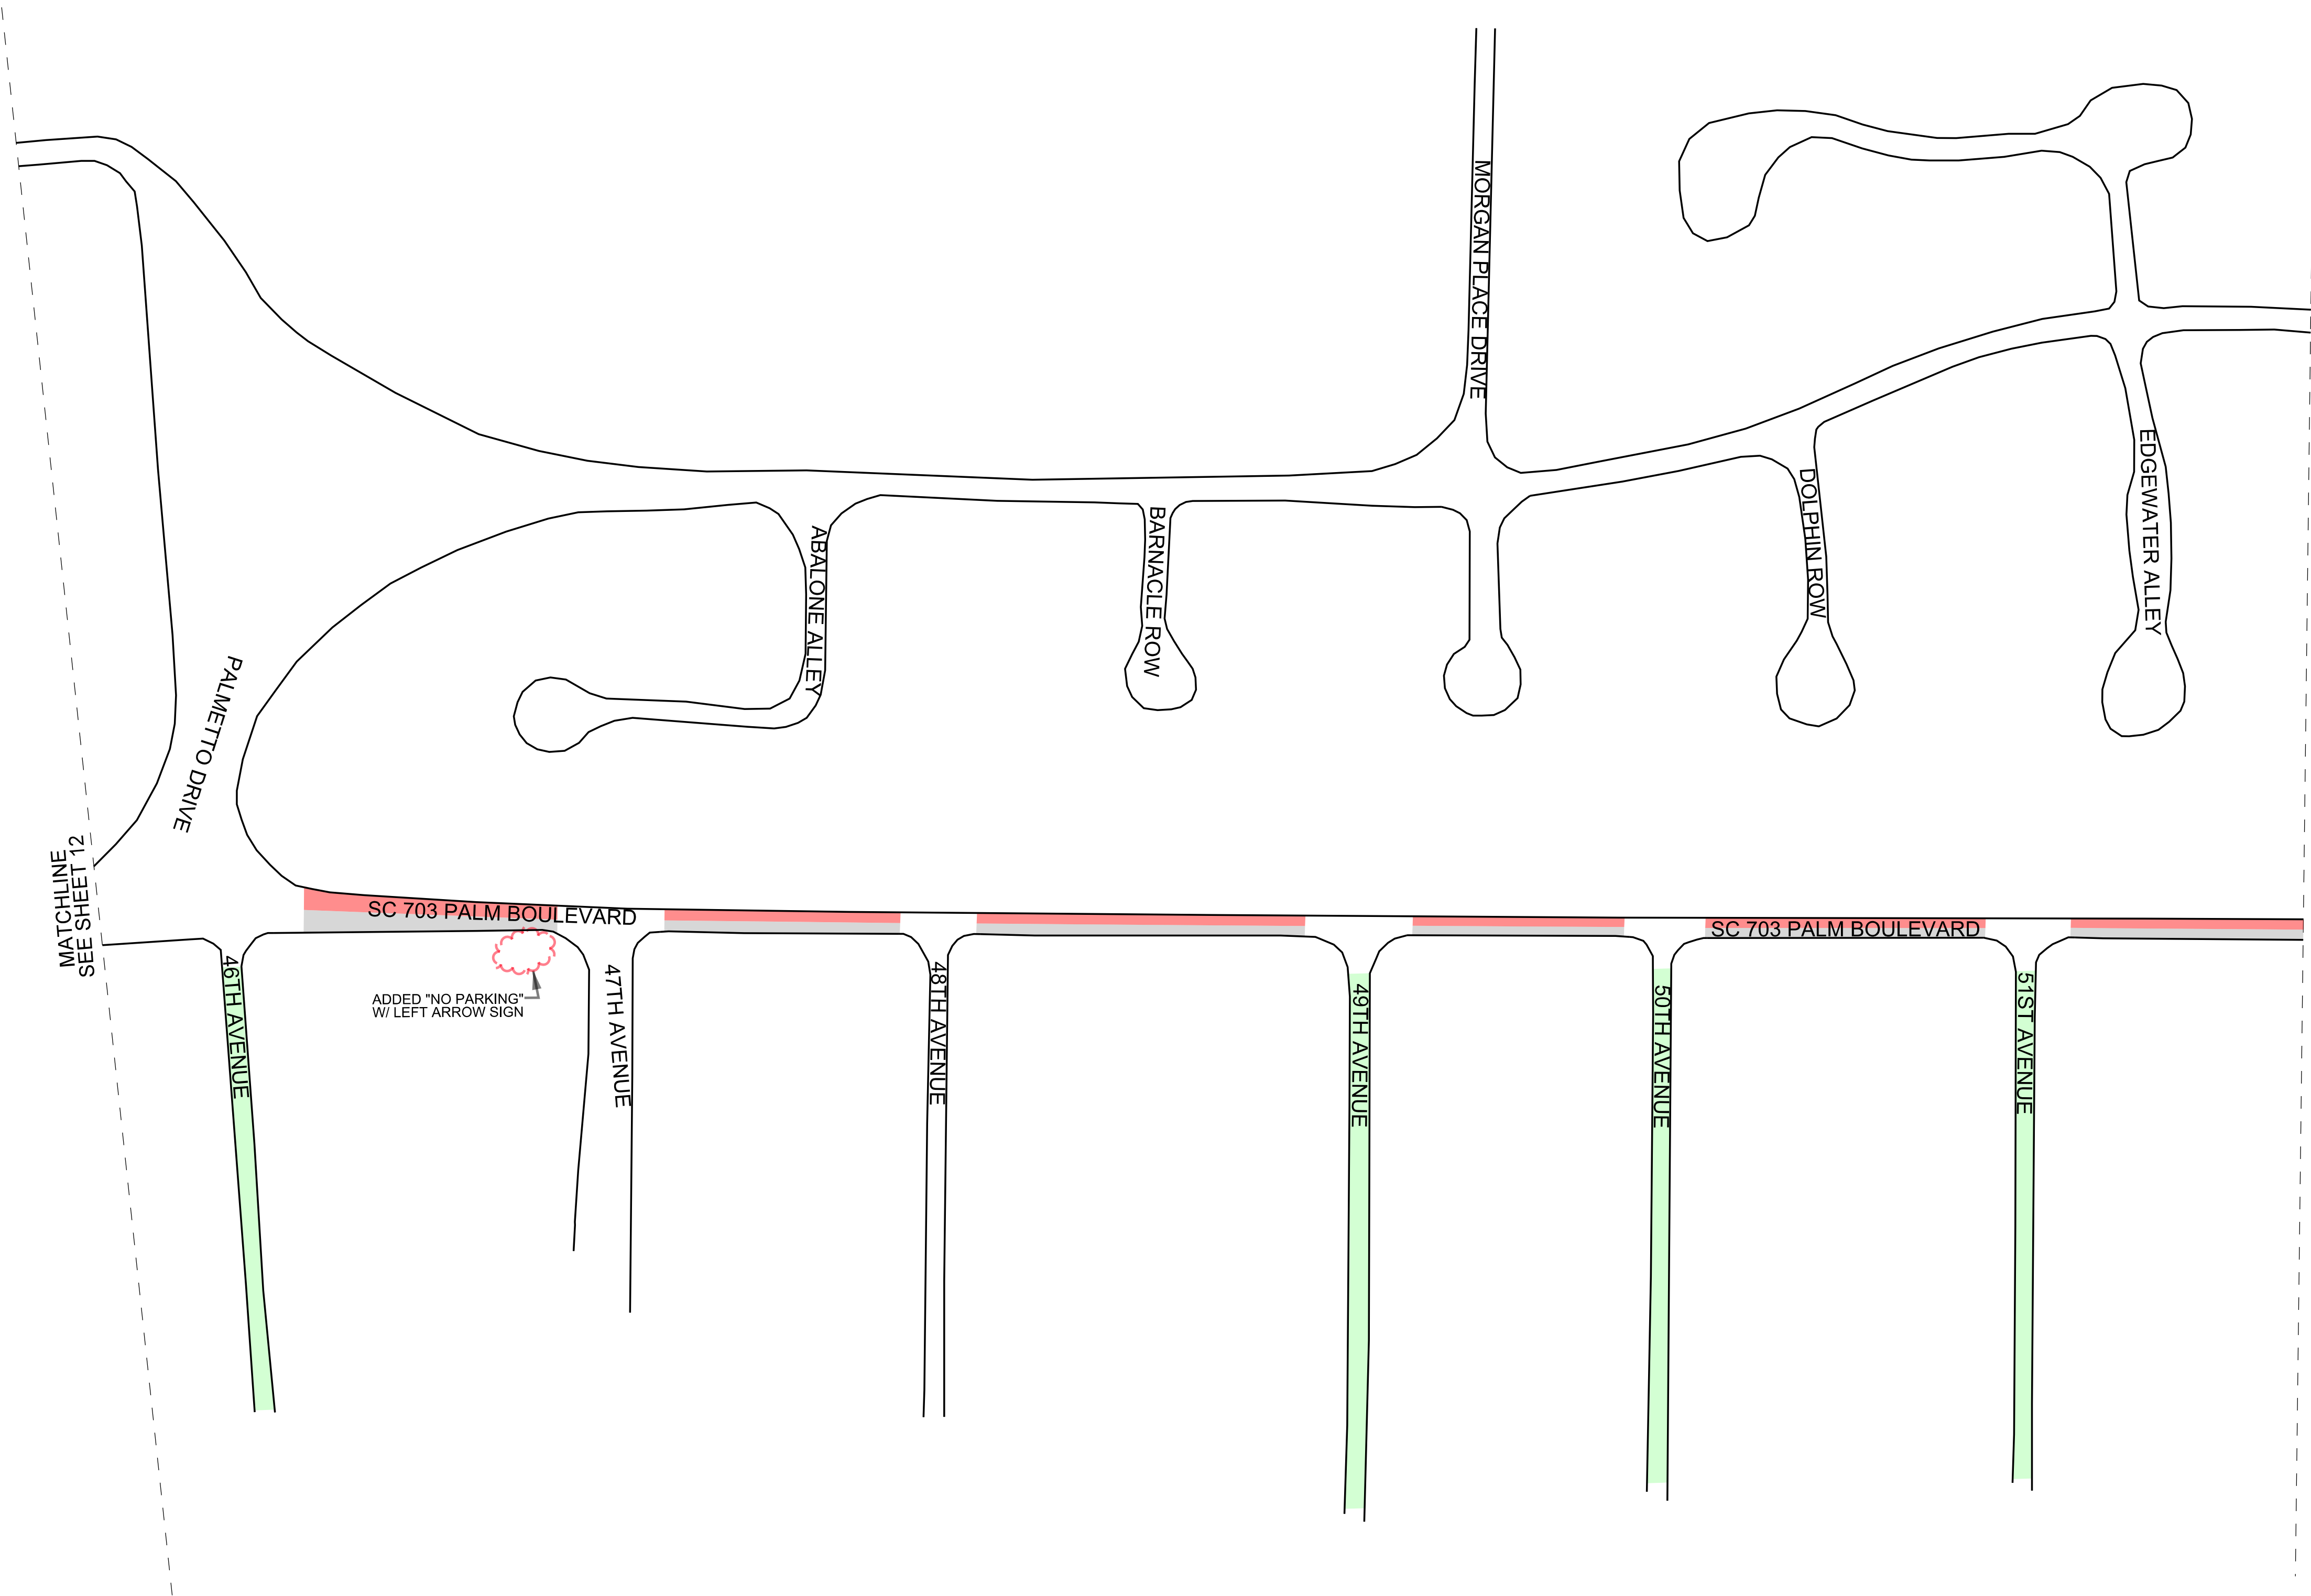 MORGAN PLACE DRIVE
EDGEWATER ALLEY
DOLPHIN ROW
BARNACLE ROW
ABALONE ALLEY
PALMETTO DRIVE
MATCHLINE
SEE SHEET 12
SC 703 PALM BOULEVARD
SC 703 PALM BOULEVARD
46TH AVENUE
ADDED "NO PARKING"
W/ LEFT ARROW SIGN
47TH AVENUE
48TH AVENUE
49TH AVENUE
50TH AVENUE
51ST AVENUE